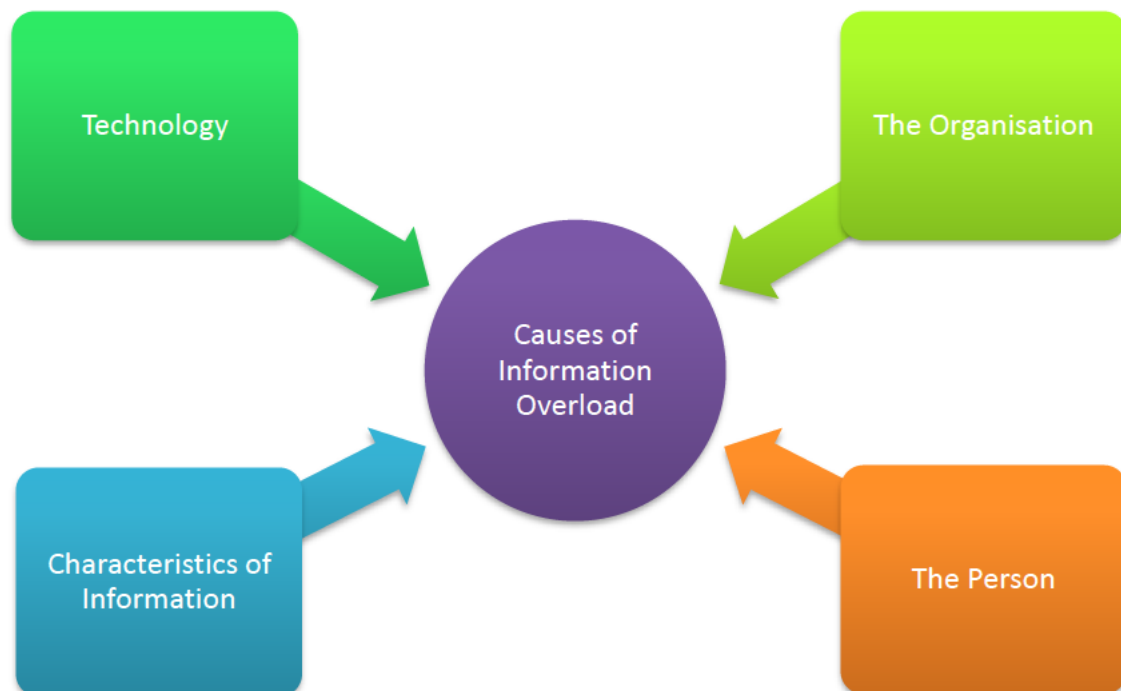 Technology
The Organisation
Causes of
Information
Overload
Characteristics of
Information
The Person